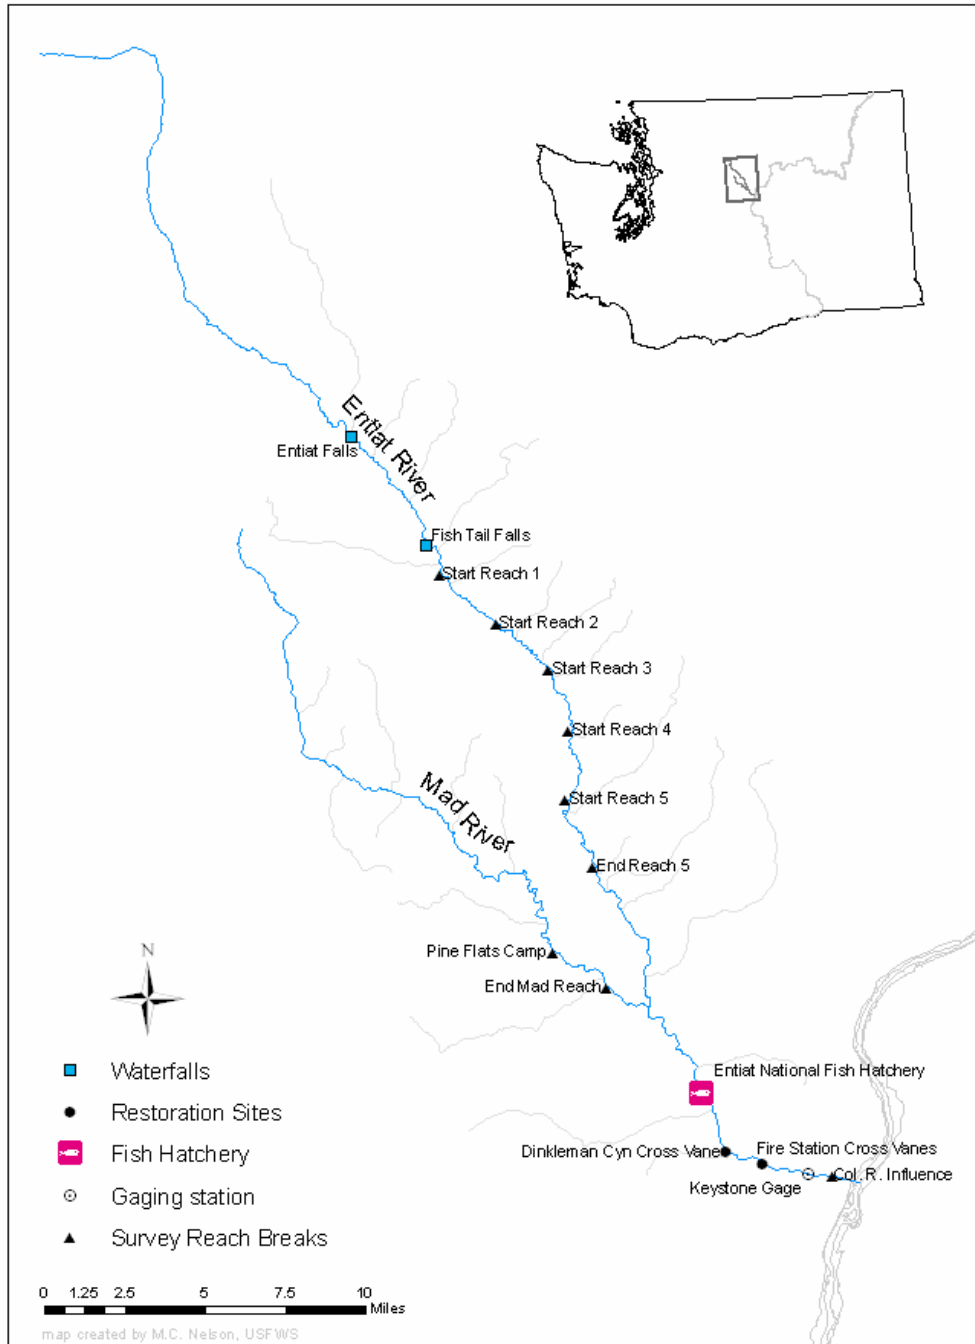 Entiat River
Entiat Falls
Fish Tail Falls
Start Reach 1
Start Reach 2
Start Reach 3
Start Reach 4
Mad River
Start Reach 5
End Reach 5
Pine Flats Camp
End Mad Reach
N
Entiat National Fish Hatchery
Dinkleman Cyn Cross Vane
Fire Station Cross Vanes
Keystone Gage
Col. R. Influence
Waterfalls
Restoration Sites
Fish Hatchery
Gaging station
Survey Reach Breaks
0 1.25 2.5 5 7.5 10
Miles
map created by M.C. Nelson, USFWS